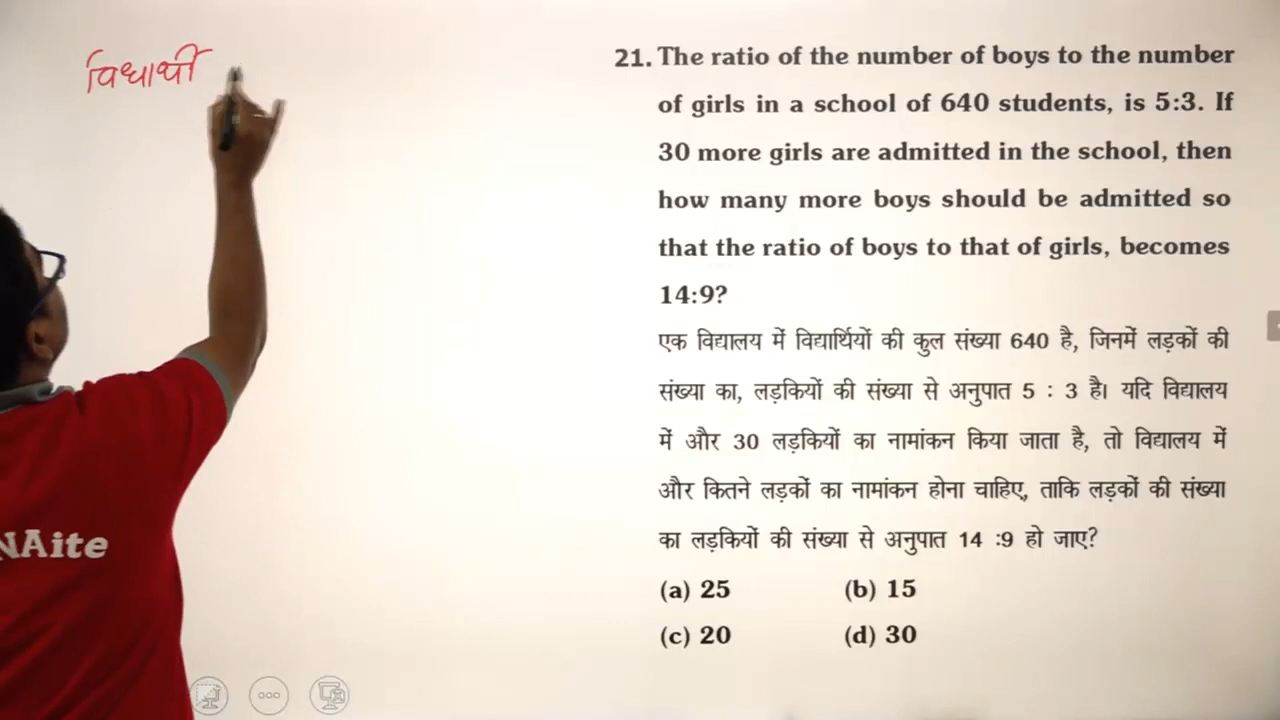 विधार्थी
21. The ratio of the number of boys to the number
of girls in a school of 640 students, is 5:3. If
30 more girls are admitted in the school, then
how many more boys should be admitted so
that the ratio of boys to that of girls, becomes
14:9?
एक विद्यालय में विद्यार्थियों की कुल संख्या 640 है, जिनमें लड़कों की
संख्या का, लड़कियों की संख्या से अनुपात 5 : 3 है। यदि विद्यालय
में और 30 लड़कियों का नामांकन किया जाता है, तो विद्यालय में
और कितने लड़कों का नामांकन होना चाहिए, ताकि लड़कों की संख्या
का लड़कियों की संख्या से अनुपात 14 :9 हो जाए?
(a) 25 (b) 15
(c) 20 (d) 30
NAite